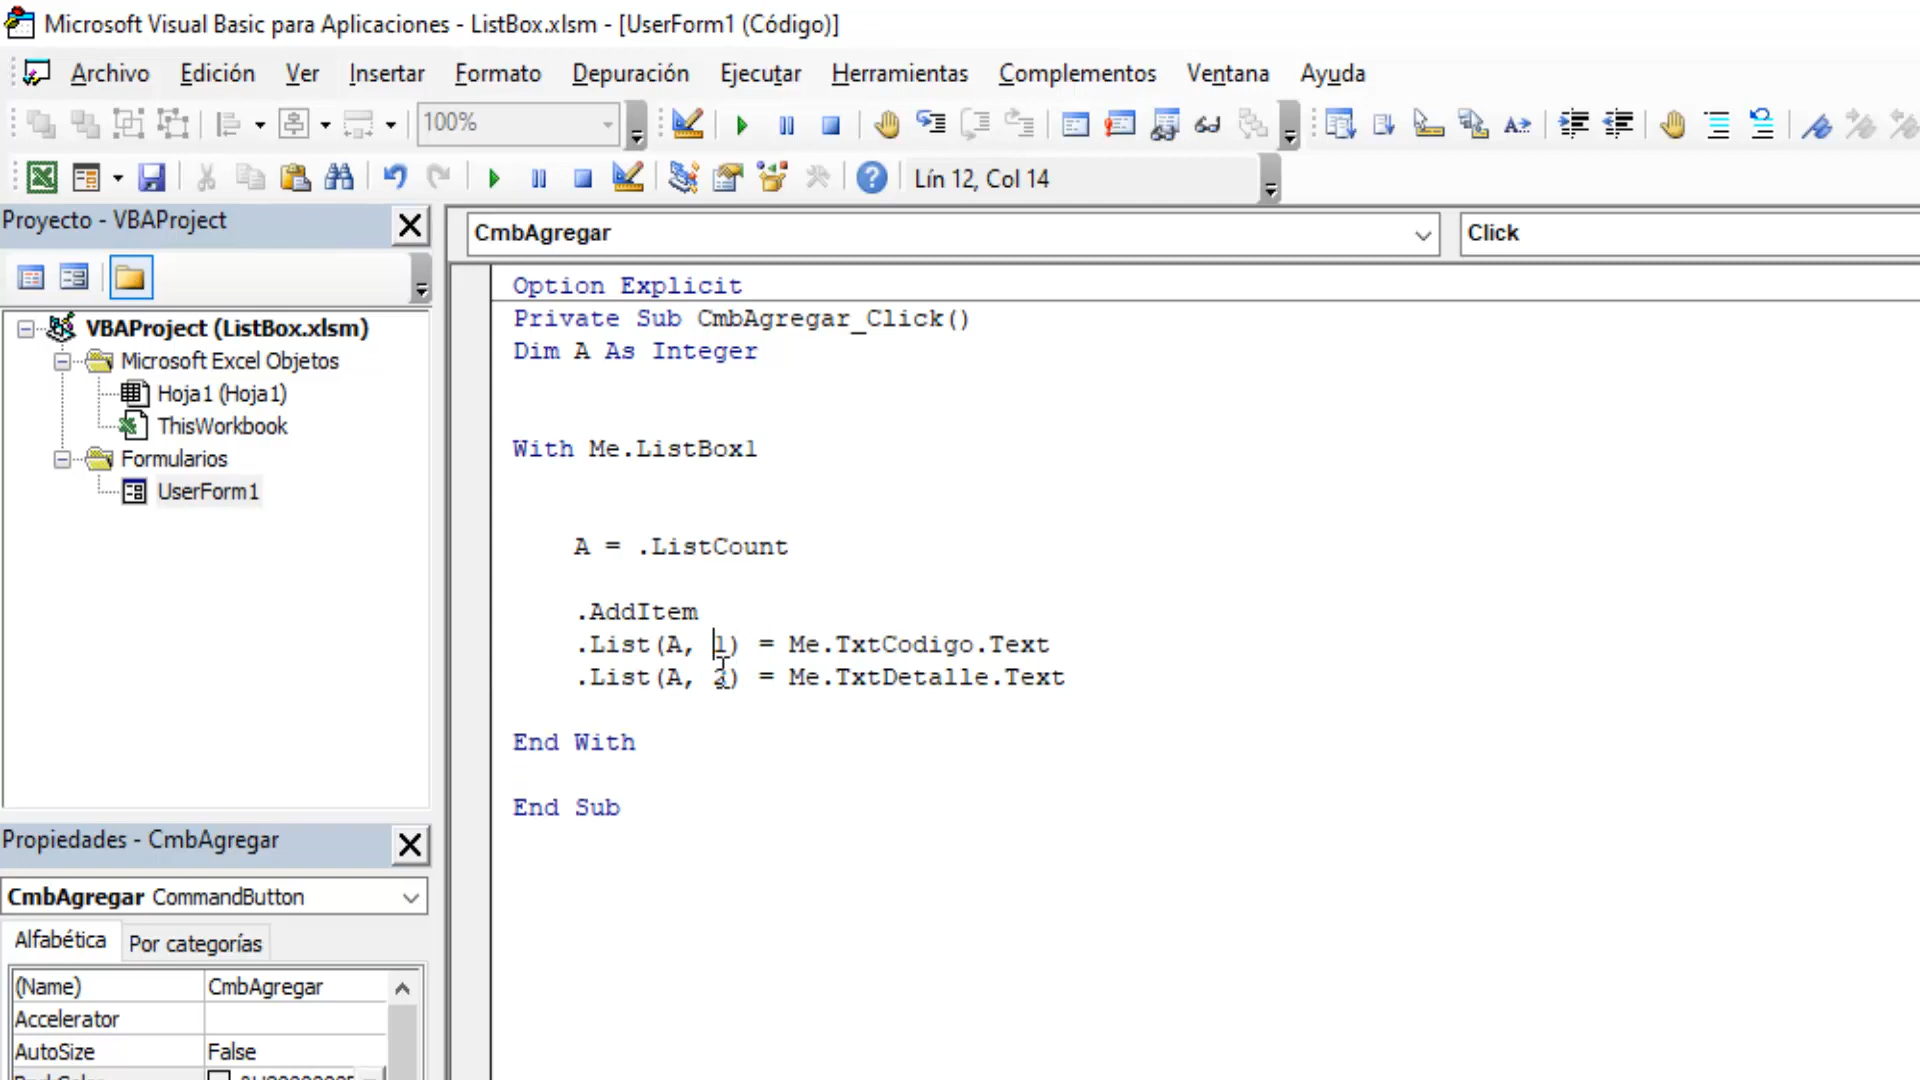 Microsoft Visual Basic para Aplicaciones - ListBox.xlsm - [UserForm1 (Código)]
Archivo Edición Ver Insertar Formato Depuración Ejecutar Herramientas Complementos Ventana Ayuda
100%
Lín 12, Col 14
Proyecto - VBAProject
CmbAgregar
Click
VBAProject (ListBox.xlsm)
Microsoft Excel Objetos
Hoja1 (Hoja1)
ThisWorkbook
Formularios
UserForm1
Option Explicit
Private Sub CmbAgregar_Click()
Dim A As Integer
With Me.ListBox1
A = .ListCount
.AddItem
.List(A, 1) = Me.TxtCodigo.Text
.List(A, 2) = Me.TxtDetalle.Text
End With
End Sub
Propiedades - CmbAgregar
CmbAgregar CommandButton
Alfabética Por categorías
(Name) CmbAgregar
Accelerator
AutoSize False